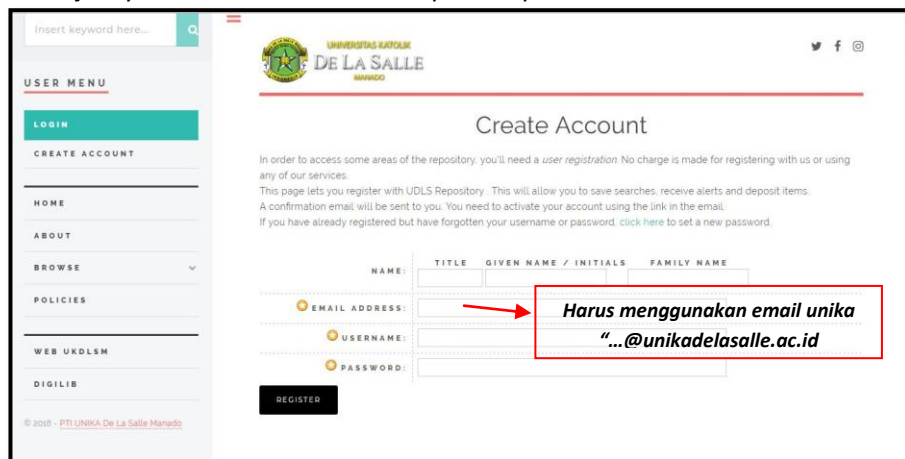 Insert keyword here...
USER MENU
LOGIN
CREATE ACCOUNT
HOME
ABOUT
BROWSE
POLICIES
WEB UKDLSM
DIGILIB
© 2018 - PTI UNIKA De La Salle Manado
UNIVERSITAS KATOLIK
DE LA SALLE
MANADO
Create Account
In order to access some areas of the repository, you'll need a user registration. No charge is made for registering with us or using
any of our services.
This page lets you register with UDLS Repository . This will allow you to save searches, receive alerts and deposit items.
A confirmation email will be sent to you. You need to activate your account using the link in the email.
If you have already registered but have forgotten your username or password, click here to set a new password.
TITLE GIVEN NAME / INITIALS FAMILY NAME
NAME:
EMAIL ADDRESS:
Harus menggunakan email unika
“...@unikadelasalle.ac.id
USERNAME:
PASSWORD:
REGISTER